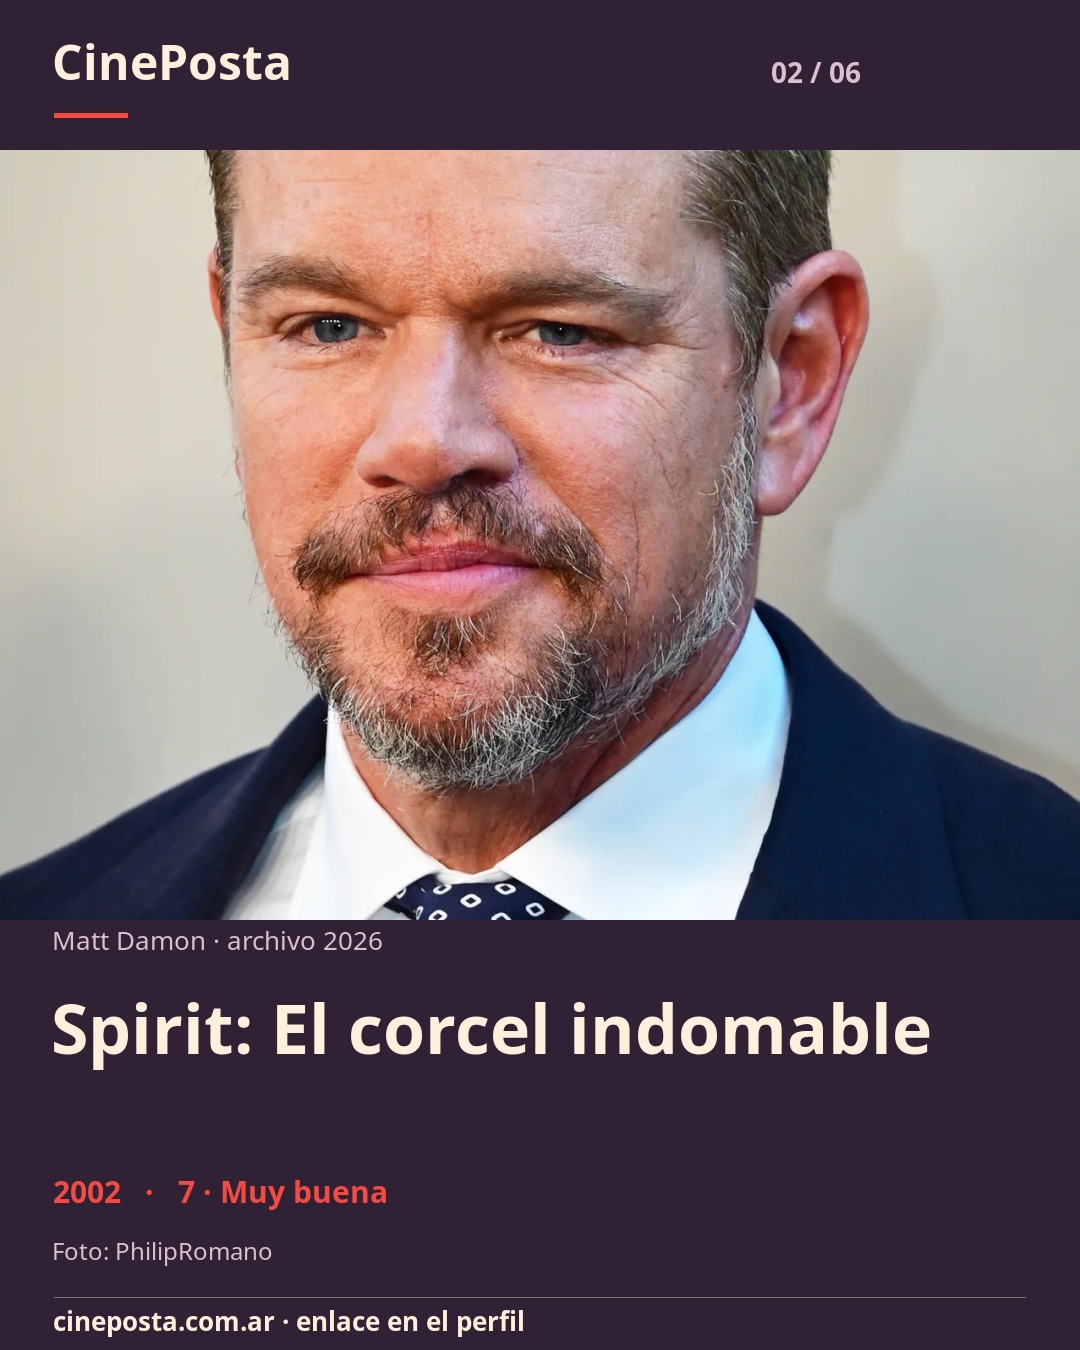 CinePosta
02 / 06
Matt Damon · archivo 2026
Spirit: El corcel indomable
2002 · 7 · Muy buena
Foto: PhilipRomano
cineposta.com.ar · enlace en el perfil